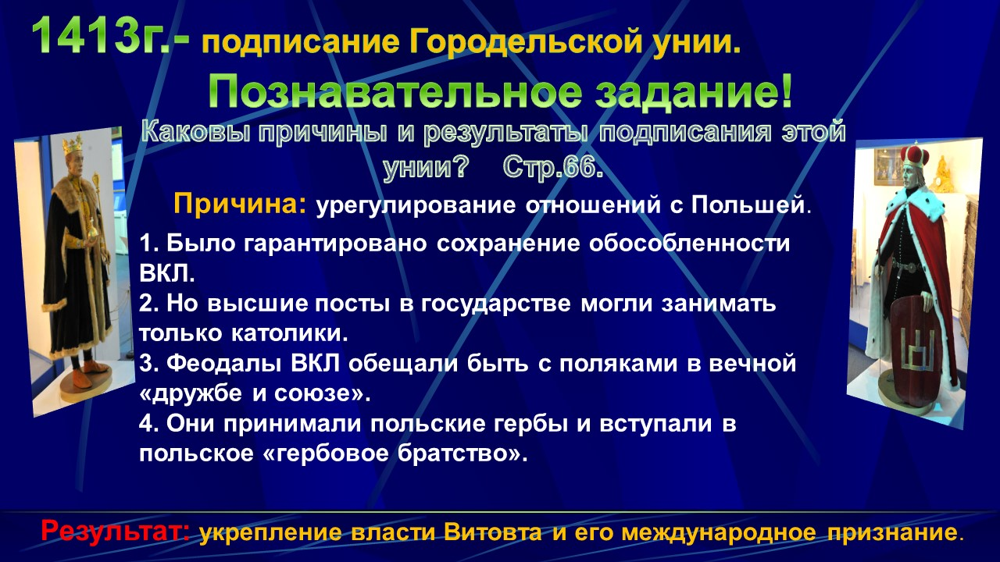 1413г.- подписание Городельской унии.
Познавательное задание!
Каковы причины и результаты подписания этой
унии? Стр.66.
Причина: урегулирование отношений с Польшей.
1. Было гарантировано сохранение обособленности
ВКЛ.
2. Но высшие посты в государстве могли занимать
только католики.
3. Феодалы ВКЛ обещали быть с поляками в вечной
«дружбе и союзе».
4. Они принимали польские гербы и вступали в
польское «гербовое братство».
Результат: укрепление власти Витовта и его международное признание.